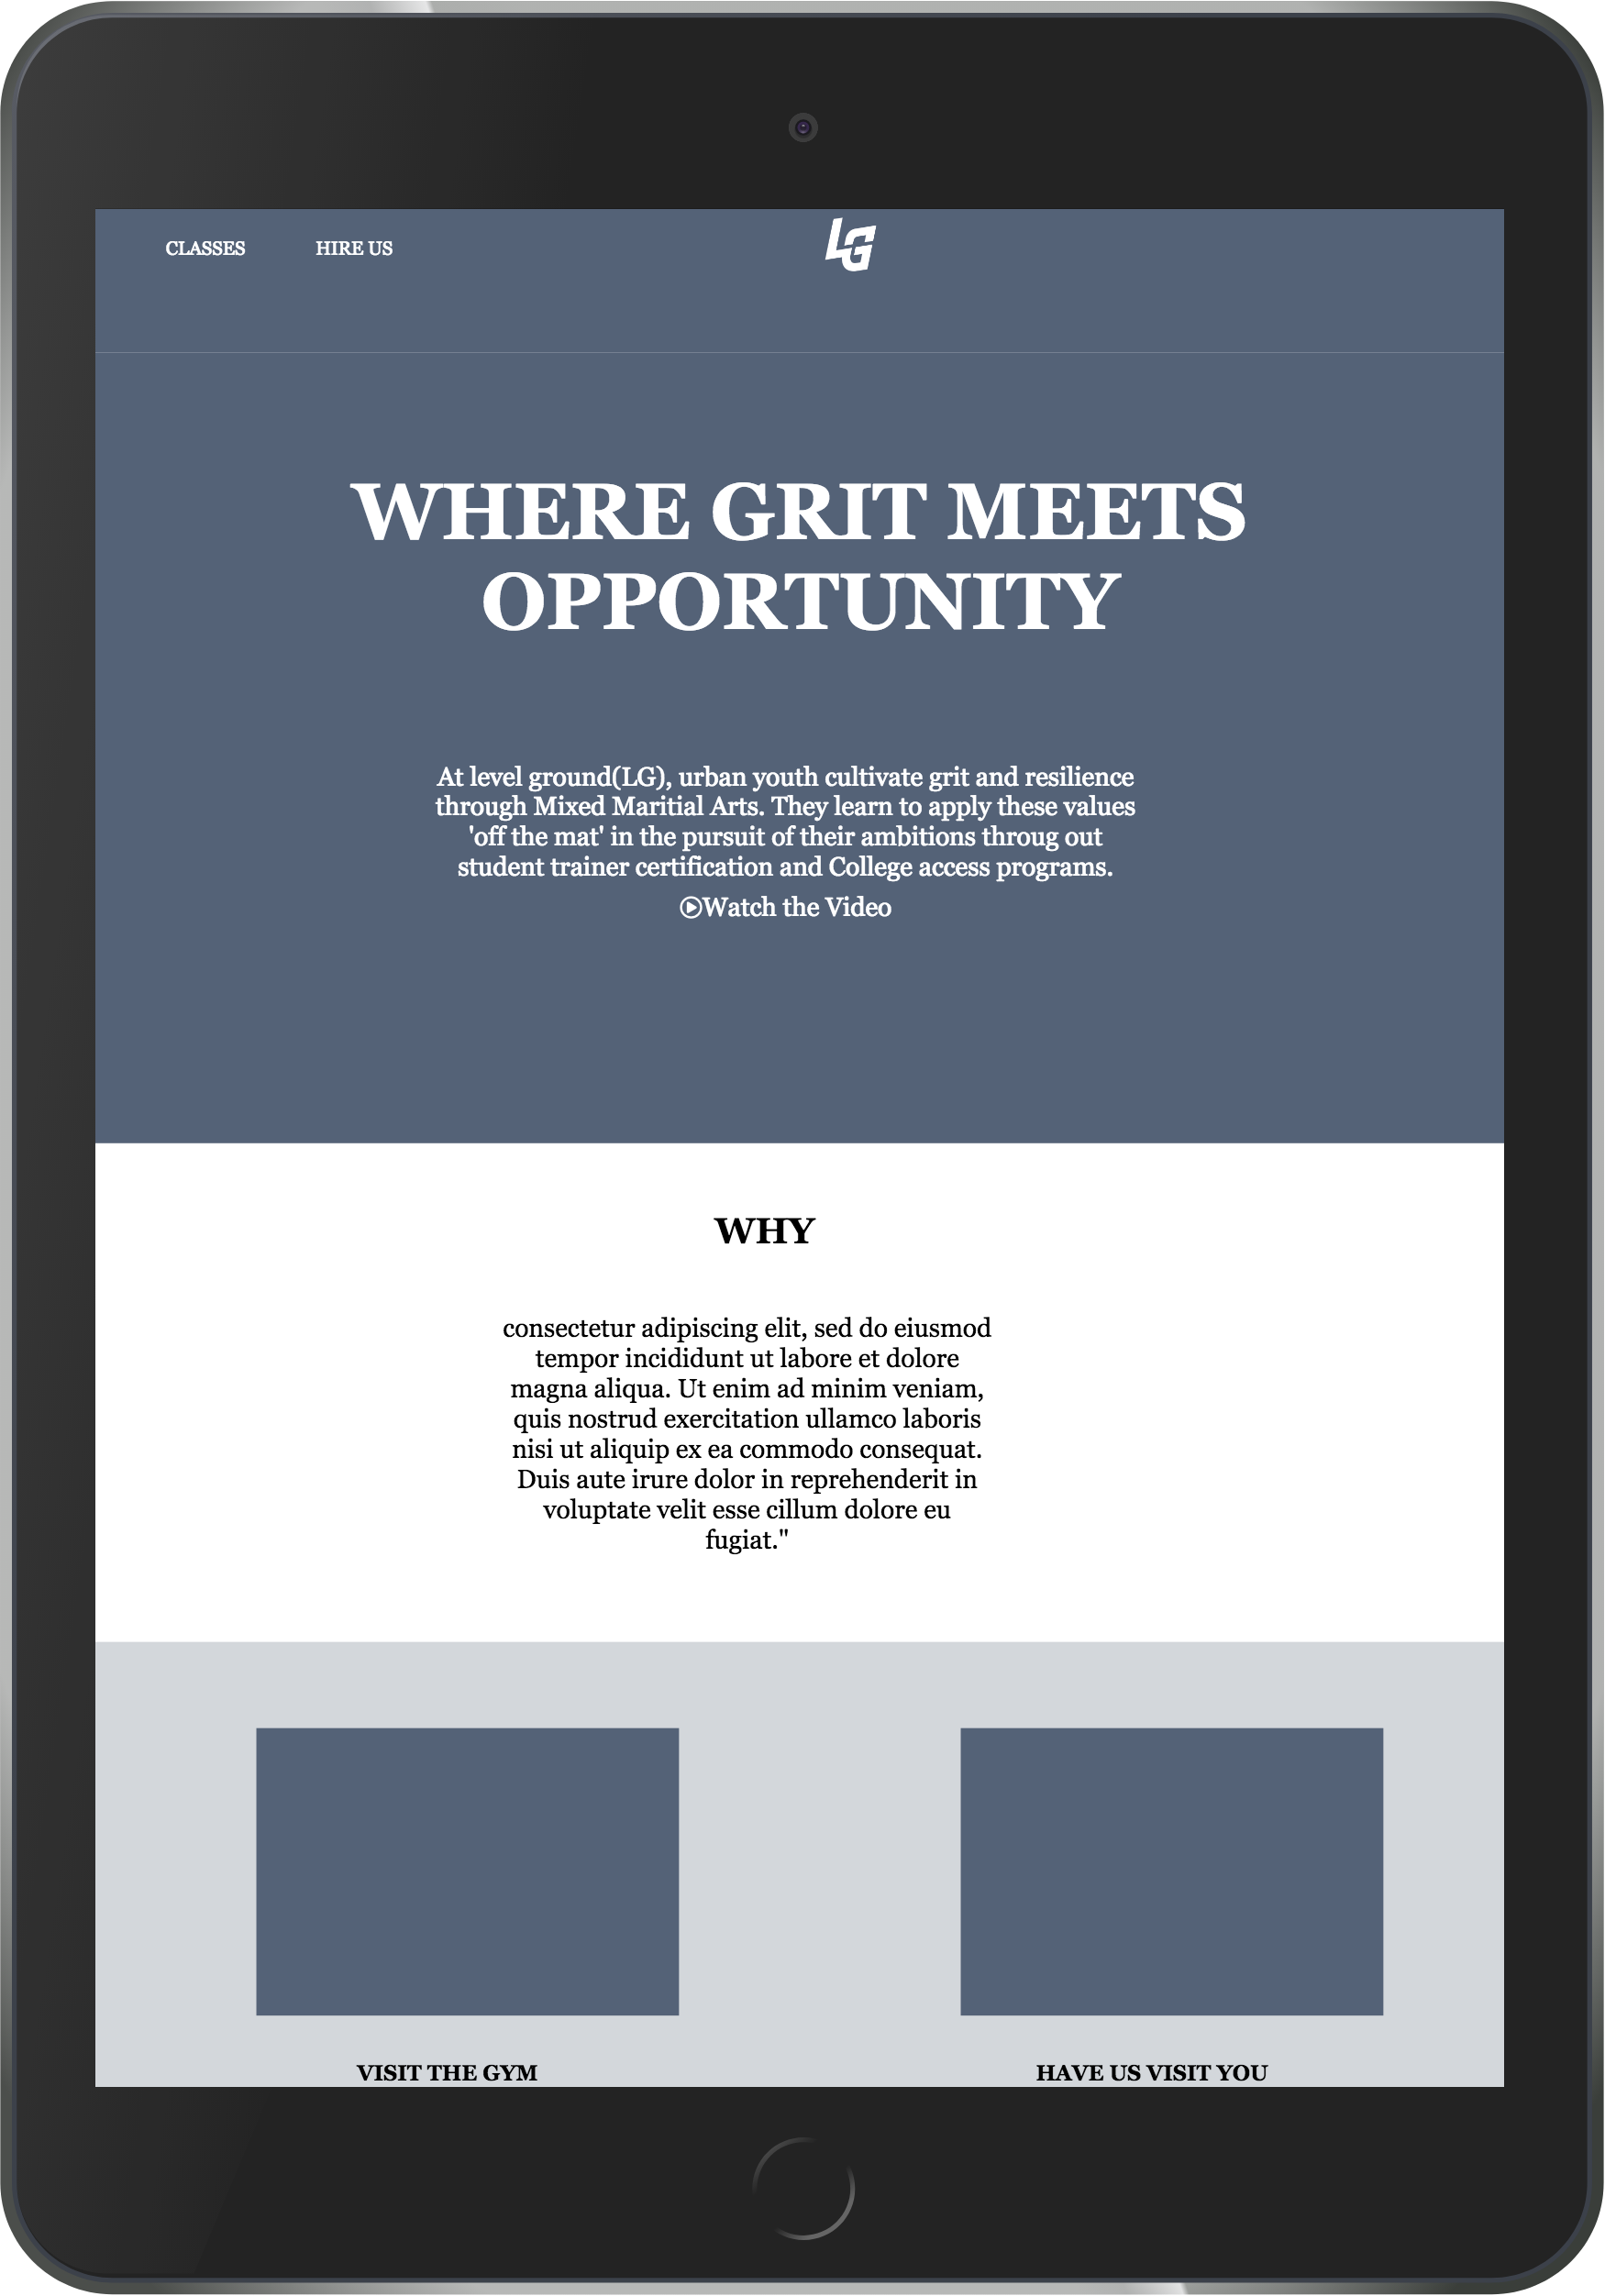 CLASSES HIRE US LG
WHERE GRIT MEETS
OPPORTUNITY
At level ground(LG), urban youth cultivate grit and resilience
through Mixed Maritial Arts. They learn to apply these values
'off the mat' in the pursuit of their ambitions throug out
student trainer certification and College access programs.
Watch the Video
WHY
consectetur adipiscing elit, sed do eiusmod
tempor incididunt ut labore et dolore
magna aliqua. Ut enim ad minim veniam,
quis nostrud exercitation ullamco laboris
nisi ut aliquip ex ea commodo consequat.
Duis aute irure dolor in reprehenderit in
voluptate velit esse cillum dolore eu
fugiat."
VISIT THE GYM HAVE US VISIT YOU